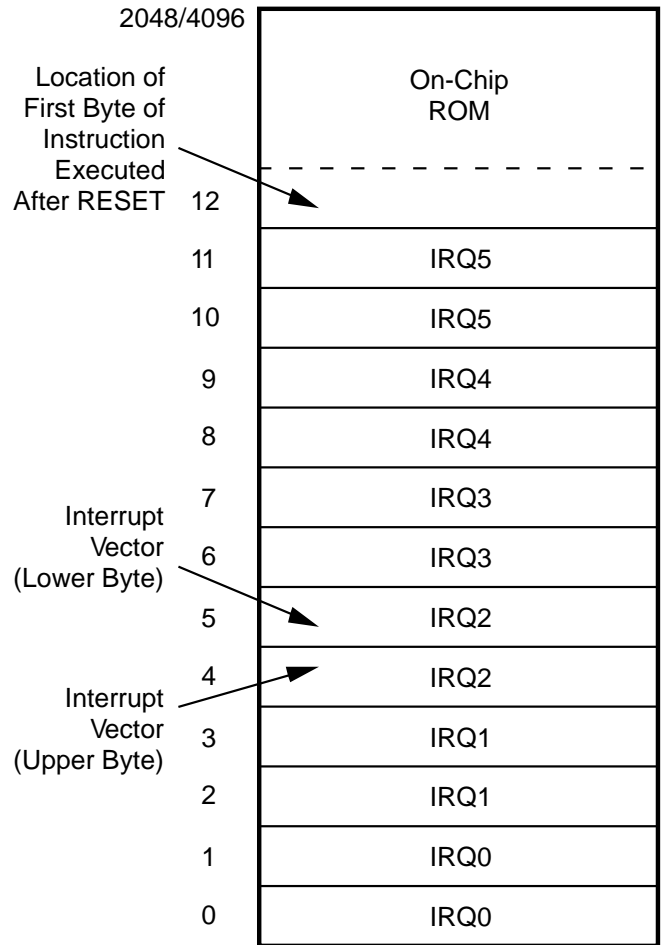 2048/4096
Location of
First Byte of
Instruction
Executed
After RESET
On-Chip
ROM
12
11 IRQ5
10 IRQ5
9 IRQ4
8 IRQ4
7 IRQ3
Interrupt
Vector
(Lower Byte)
6 IRQ3
5 IRQ2
4 IRQ2
Interrupt
Vector
(Upper Byte)
3 IRQ1
2 IRQ1
1 IRQ0
0 IRQ0